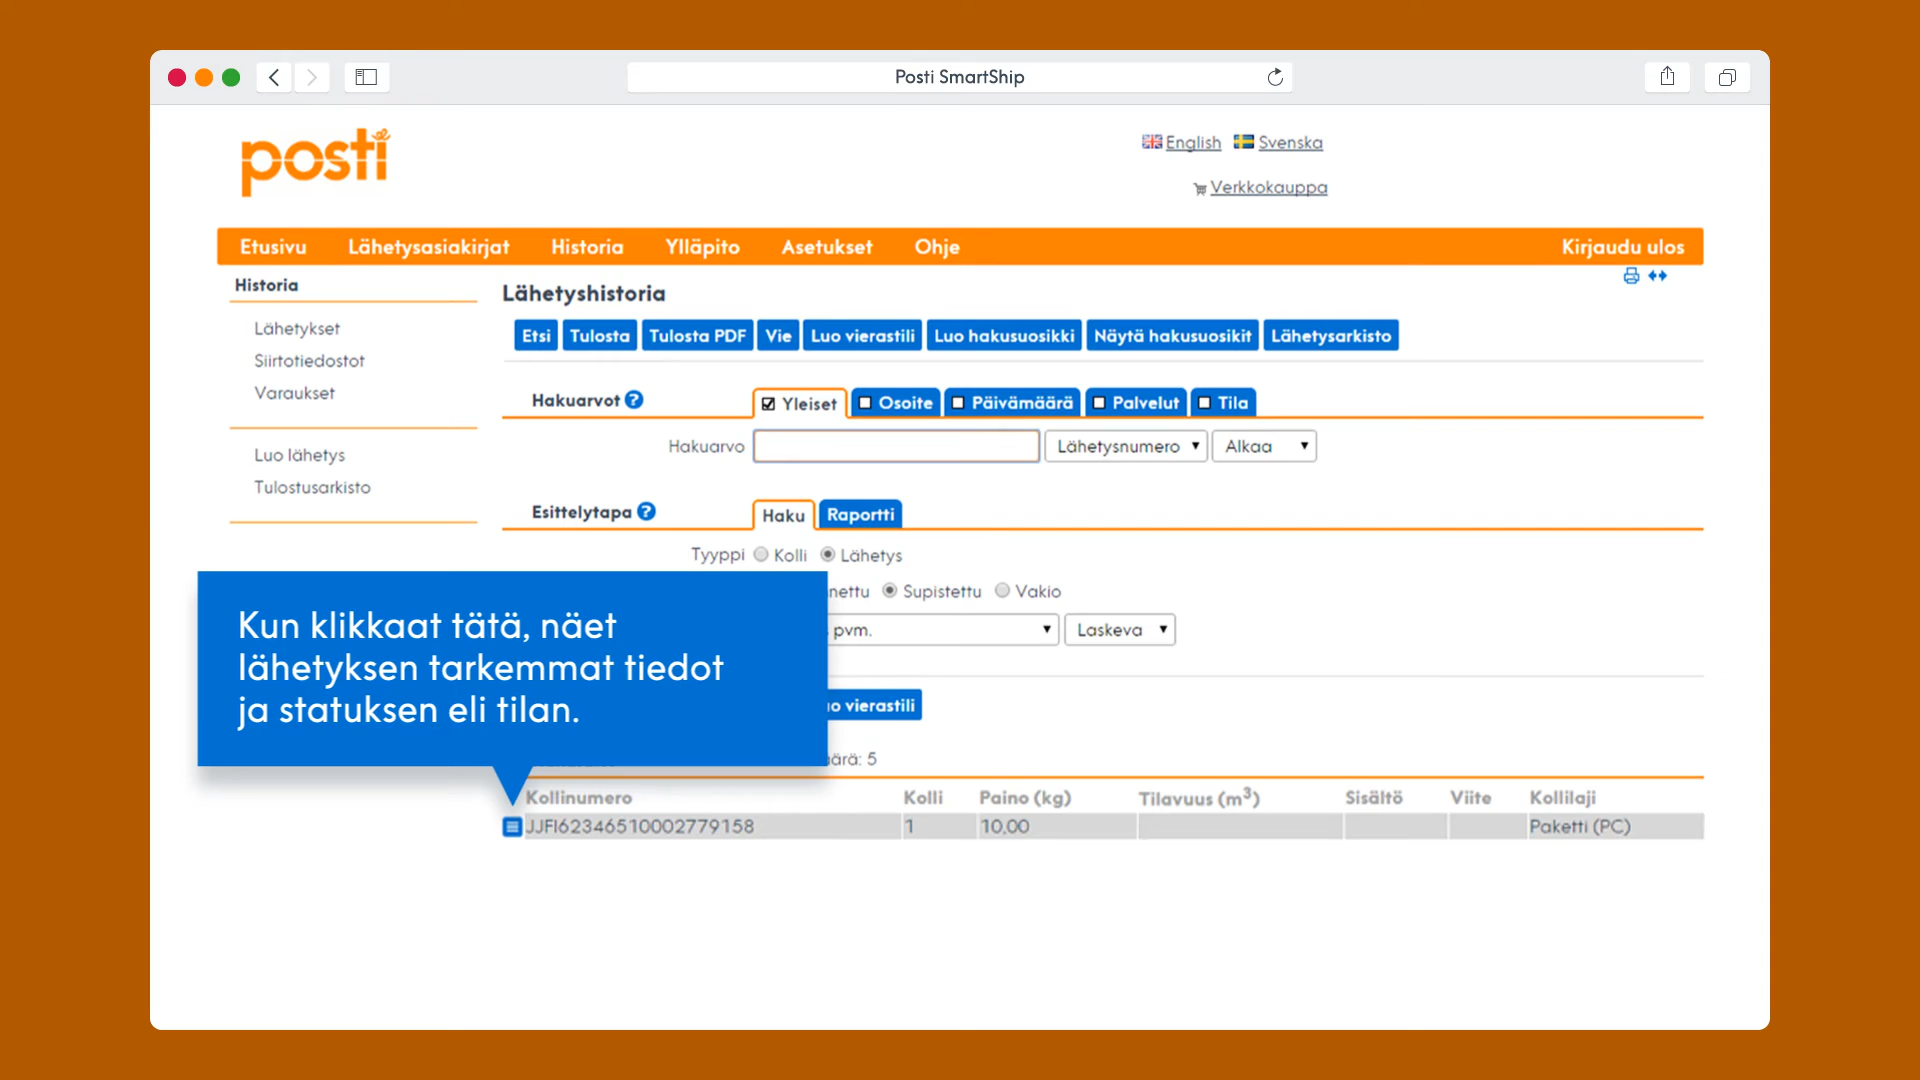 Posti SmartShip
posti
English Svenska
Verkkokauppa
Etusivu Lähetysasiakirjat Historia Ylläpito Asetukset Ohje Kirjaudu ulos
Historia
Lähetykset
Siirtotiedostot
Varaukset
Luo lähetys
Tulostusarkisto
Lähetyshistoria
Etsi Tulosta Tulosta PDF Vie Luo vierastili Luo hakusuosikki Näytä hakusuosikit Lähetysarkisto
Hakuarvot ? Yleiset Osoite Päivämäärä Palvelut Tila
Hakuarvo Lähetysnumero Alkaa
Esittelytapa ? Haku Raportti
Tyyppi Kolli Lähetys
Supistettu Vakio
pvm. Laskeva
vierastili
5
Kun klikkaat tätä, näet
lähetyksen tarkemmat tiedot
ja statuksen eli tilan.
Kollinumero Kolli Paino (kg) Tilavuus (m³) Sisältö Viite Kollilaji
JJFI62346510002779158 1 10,00 Paketti (PC)